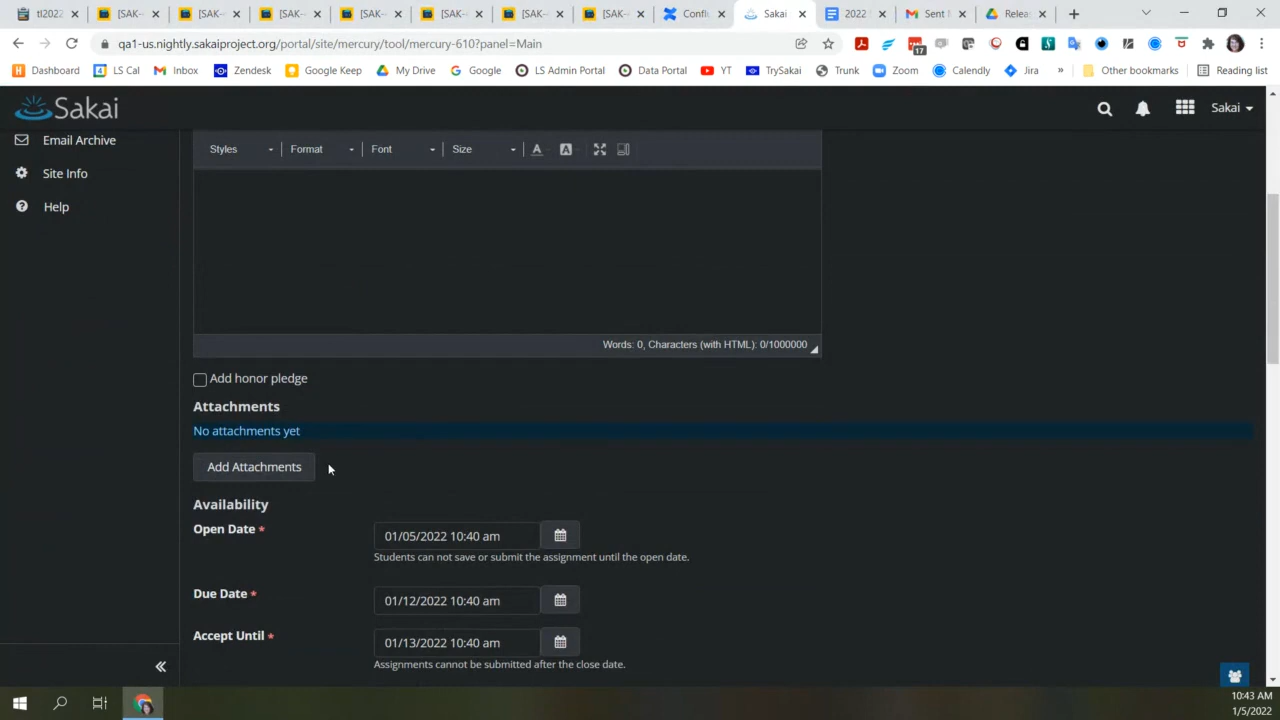 tl2022
[SAK-
[SAK-
[SAK-
[SAK-
[SAK-
[SAK-
[SAK-
Conflu
Sakai
2022
Sent M
Relea
qa1-us.nightly.sakaiproject.org/portal/site/mercury/tool/mercury-610?panel=Main
17
Dashboard
LS Cal
Inbox
Zendesk
Google Keep
My Drive
Google
LS Admin Portal
Data Portal
YT
TrySakai
Trunk
Zoom
Calendly
Jira
»
Other bookmarks
Reading list
Sakai
Sakai
Email Archive
Site Info
Help
Styles
Format
Font
Size
A
A
Words: 0, Characters (with HTML): 0/1000000
Add honor pledge
Attachments
No attachments yet
Add Attachments
Availability
Open Date *
01/05/2022 10:40 am
Students can not save or submit the assignment until the open date.
Due Date *
01/12/2022 10:40 am
Accept Until *
01/13/2022 10:40 am
Assignments cannot be submitted after the close date.
10:43 AM
1/5/2022